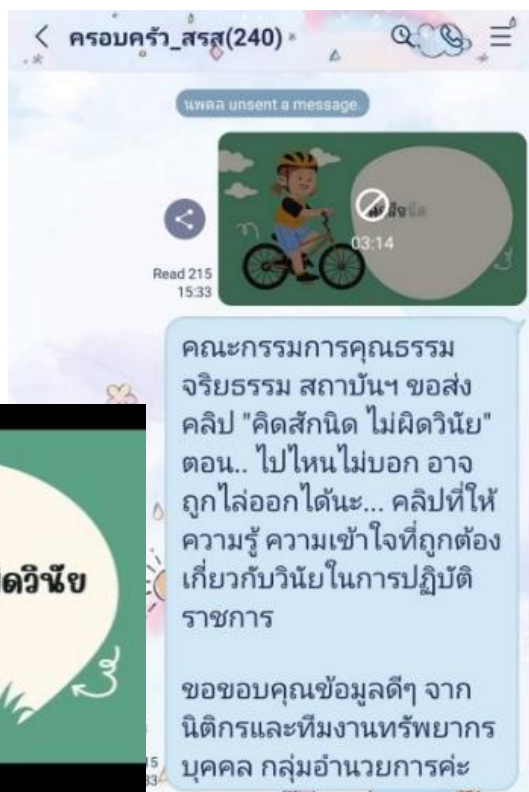 ครอบครัว_สรส(240)
นพดล unsent a message.
03:14
Read 215
15:33
คณะกรรมการคุณธรรม
จริยธรรม สถาบันฯ ขอส่ง
คลิป "คิดสักนิด ไม่ผิดวินัย"
ตอน.. ไปไหนไม่บอก อาจ
ถูกไล่ออกได้นะ... คลิปที่ให้
ความรู้ ความเข้าใจที่ถูกต้อง
เกี่ยวกับวินัยในการปฏิบัติ
ราชการ
ขอขอบคุณข้อมูลดีๆ จาก
นิติกรและทีมงานทรัพยากร
บุคคล กลุ่มอำนวยการค่ะ
ดวินัย